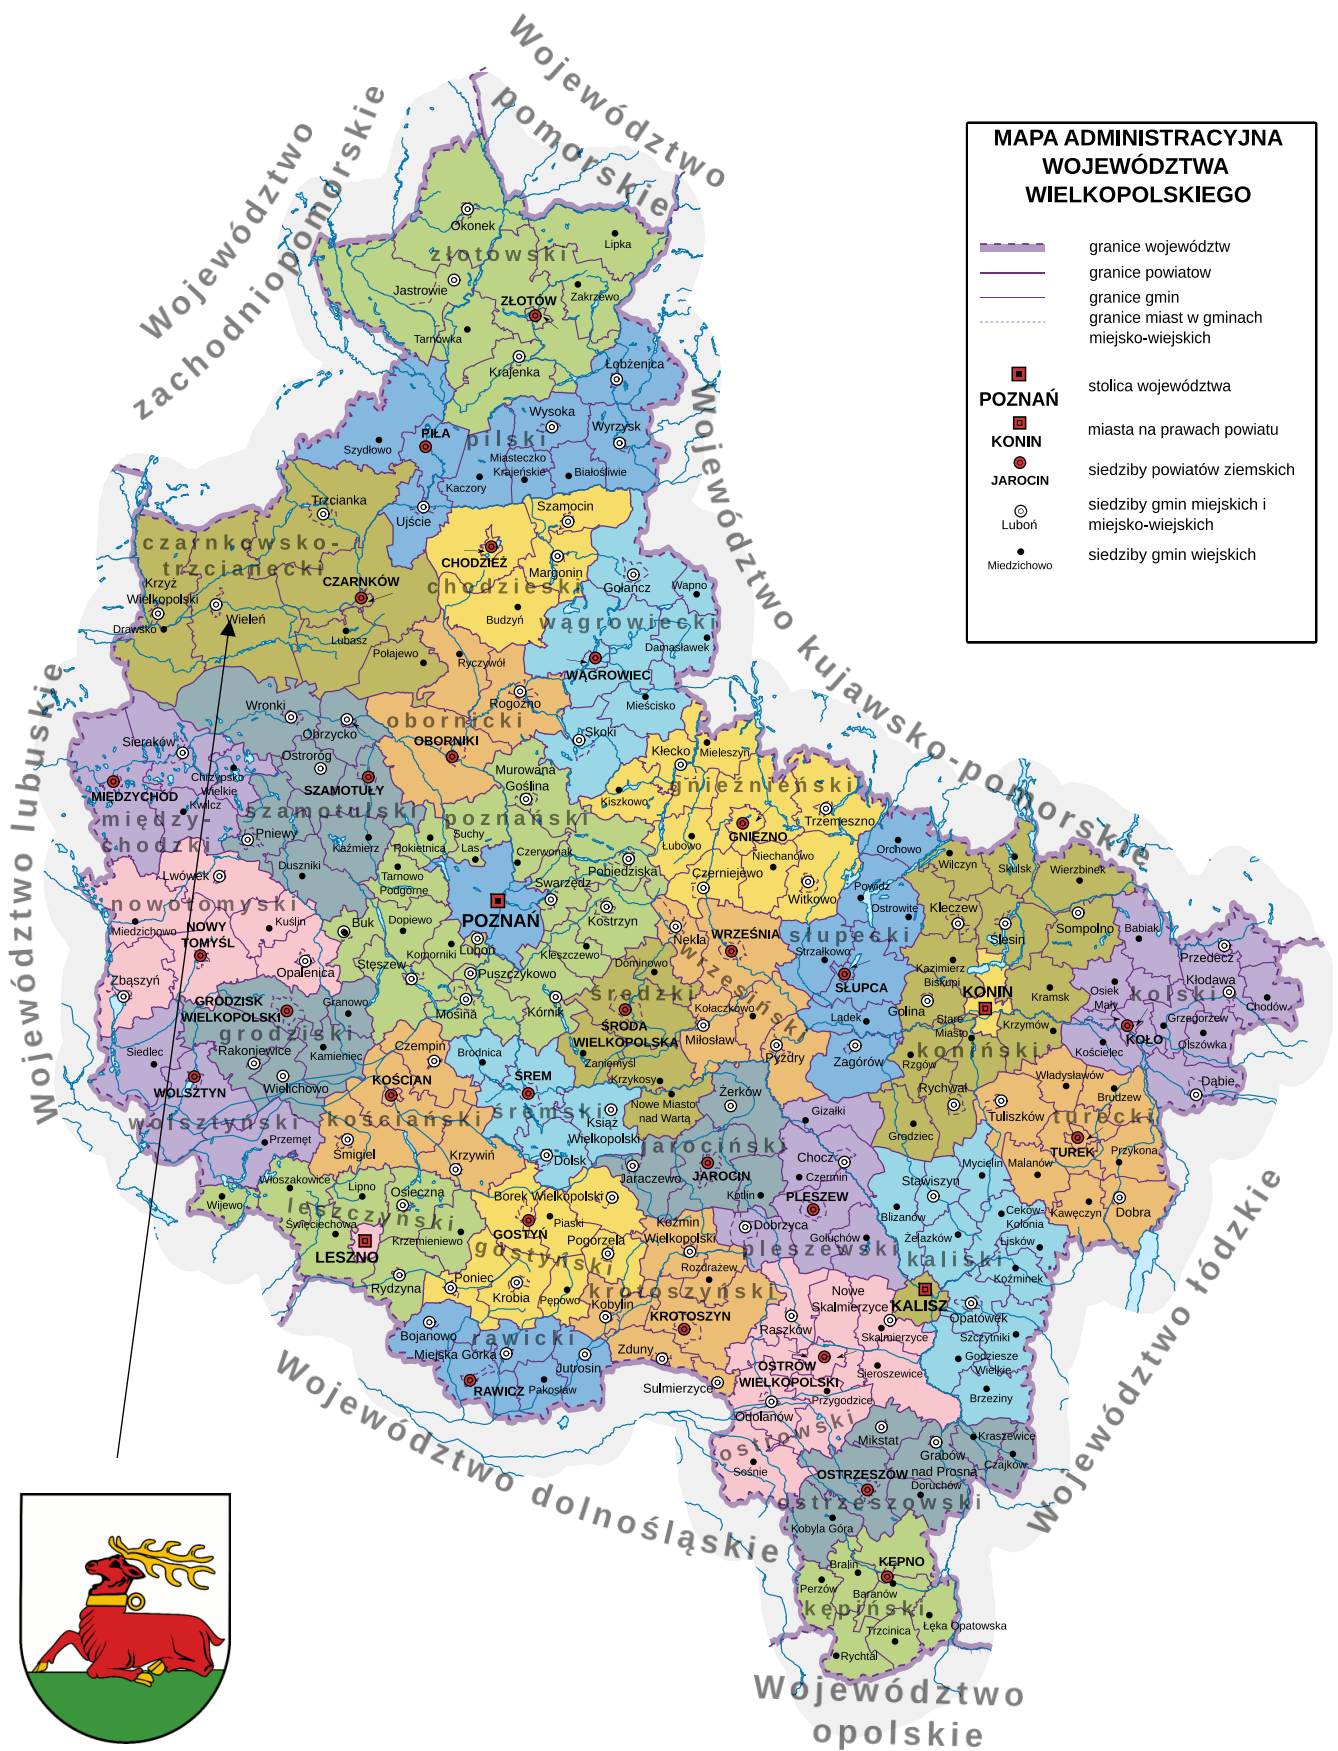 Województwo
pomorskie
Województwo
zachodniopomorskie
MAPA ADMINISTRACYJNA
WOJEWÓDZTWA
WIELKOPOLSKIEGO
granice województw
granice powiatow
granice gmin
granice miast w gminach
miejsko-wiejskich
POZNAŃ
stolica województwa
KONIN
miasta na prawach powiatu
JAROCIN
siedziby powiatów ziemskich
Luboń
siedziby gmin miejskich i
miejsko-wiejskich
Miedzichowo
siedziby gmin wiejskich
Okonek
Lipka
złotowski
Jastrowie
Zakrzewo
ZŁOTÓW
Tarnówka
Krajenka
Łobżenica
Wysoka
Wyrzysk
PIŁA
pilski
Szydłowo
Miasteczko
Krajeńskie
Białośliwie
Kaczory
Ujście
Trzcianka
Szamocin
czarnkowsko-
trzcianecki
CHODZIEŻ
Margonin
chodzieski
Krzyż
Wielkopolski
CZARNKÓW
Gołańcz
Wapno
Drawsko
Wieleń
Budzyń
wągrowiecki
Lubasz
Damasławek
Połajewo
Ryczywół
WĄGROWIEC
Województwo kujawsko-pomorskie
Województwo lubuskie
Wronki
Obrzycko
Rogoźno
Mieścisko
obornicki
OBORNIKI
Skoki
Sieraków
Ostroróg
Kłecko
Mieleszyn
Chrzypsko
Wielkie
Kwilcz
MIĘDZYCHÓD
między-
chodzki
SZAMOTUŁY
szamotulski
Murowana
Goślina
Kiszkowo
gnieźnieński
poznański
Trzemeszno
GNIEZNO
Pniewy
Kaźmierz
Rokietnica
Suchy
Las
Czerwonak
Łubowo
Niechanowo
Orchowo
Wilczyn
Skulsk
Wierzbinek
Lwówek
Duszniki
Tarnowo
Podgórne
Swarzędz
Pobiedziska
Czerniejewo
Witkowo
Powidz
Ostrowite
Kleczew
nowotomyski
Miedzichowo
NOWY
TOMYŚL
Kuślin
Buk
Dopiewo
POZNAŃ
Kostrzyn
Nekla
WRZEŚNIA
słupecki
Ślesin
Sompolno
Babiak
Przedecz
Opalenica
Stęszew
Komorniki
Luboń
Puszczykowo
Kleszczewo
Dominowo
Strzałkowo
SŁUPCA
Kazimierz
Biskupi
Zbąszyń
KONIN
Kramsk
Osiek
Mały
kolski
Kłodawa
Chodów
GRODZISK
WIELKOPOLSKI
Granowo
Mosina
Kórnik
średzki
wrzesiński
Kołaczkowo
Golina
Stare
Miasto
Krzymów
Grzegorzew
Olszówka
KOŁO
Kościelec
grodziski
ŚRODA
WIELKOPOLSKA
Miłosław
Lądek
Siedlec
Rakoniewice
Kamieniec
Czempiń
Brodnica
Zaniemyśl
Pyzdry
Zagórów
Rzgów
koniński
WOLSZTYN
Wielichowo
KOŚCIAN
ŚREM
Krzykosy
Żerków
Rychwał
Władysławów
Dąbie
Brudzew
wolsztyński
kościański
śremski
Książ
Wielkopolski
Nowe Miasto
nad Wartą
Gizałki
Grodziec
Tuliszków
turecki
Przemęt
Śmigiel
Krzywiń
Dolsk
jarociński
Chocz
TUREK
Przykona
Mycielin
Malanów
Włoszakowice
Lipno
Osieczna
Jaraczewo
JAROCIN
Czermin
Stawiszyn
Wijewo
Borek Wielkopolski
Kotlin
PLESZEW
Blizanów
Ceków-
Kolonia
Kawęczyn
Dobra
leszczyński
Święciechowa
Krzemieniewo
GOSTYŃ
Piaski
Koźmin
Wielkopolski
Dobrzyca
Gołuchów
Żelazków
Lisków
LESZNO
gostyński
Pogorzela
pleszewski
kaliski
Rydzyna
Poniec
Krobia
Pępowo
Rozdrażew
Koźminek
Kobylin
krotoszyński
Nowe
Skalmierzyce
KALISZ
Bojanowo
KROTOSZYN
Raszków
Skalmierzyce
Opatówek
Szczytniki
Miejska Górka
rawicki
Jutrosin
Zduny
OSTRÓW
WIELKOPOLSKI
Sieroszewice
Godziesze
Wielkie
RAWICZ
Pakosław
Sulmierzyce
Przygodzice
Brzeziny
Odolanów
ostrowski
Mikstat
Grabów
nad Prosną
Kraszewice
Czajków
Sośnie
OSTRZESZÓW
Doruchów
ostrzeszowski
Kobyla Góra
KĘPNO
Bralin
Perzów
Baranów
kępiński
Trzcinica
Łęka Opatowska
Rychtal
Województwo dolnośląskie
Województwo łódzkie
Województwo
opolskie